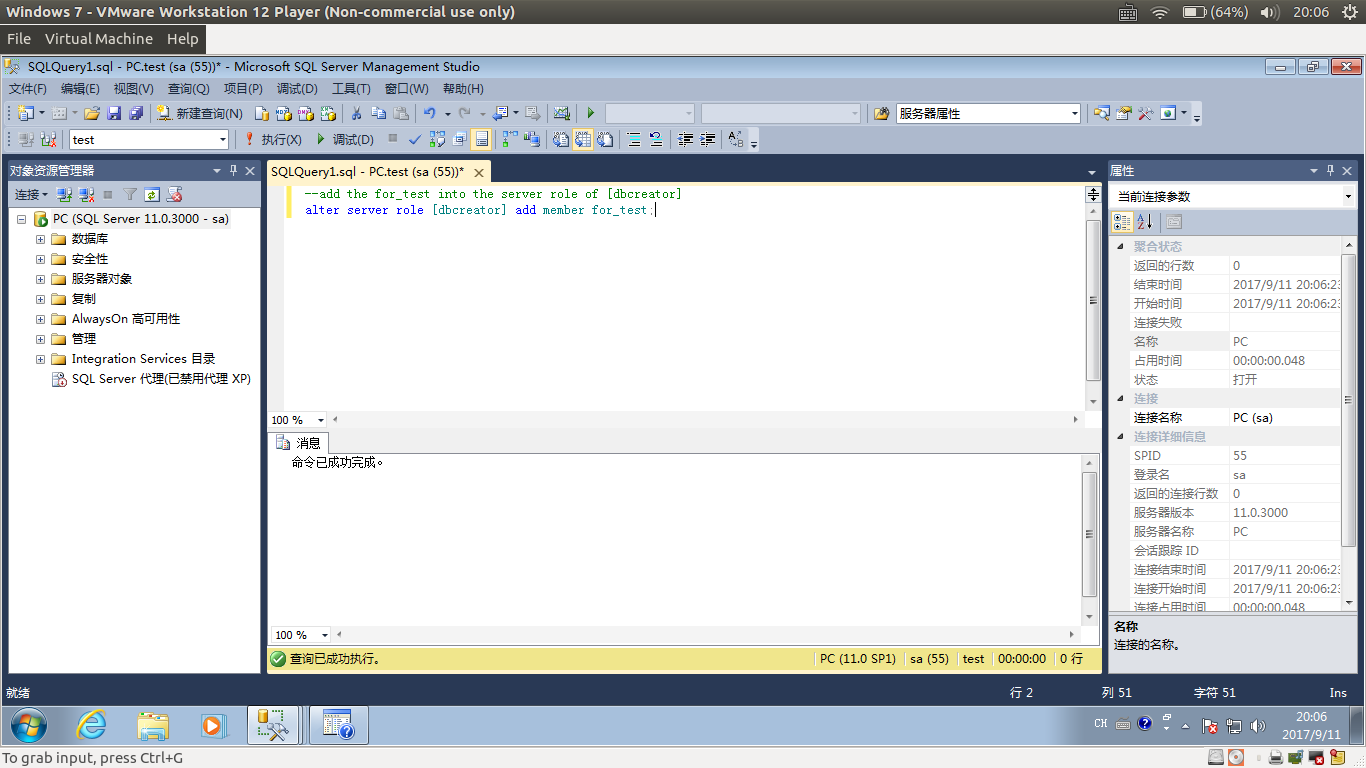 Windows 7 - VMware Workstation 12 Player (Non-commercial use only)
(64%) 20:06
File Virtual Machine Help
SQLQuery1.sql - PC.test (sa (55))* - Microsoft SQL Server Management Studio
文件(F) 编辑(E) 视图(V) 查询(Q) 项目(P) 调试(D) 工具(T) 窗口(W) 帮助(H)
新建查询(N) 服务器属性
test 执行(X) 调试(D)
对象资源管理器
连接
PC (SQL Server 11.0.3000 - sa)
数据库
安全性
服务器对象
复制
AlwaysOn 高可用性
管理
Integration Services 目录
SQL Server 代理(已禁用代理 XP)
SQLQuery1.sql - PC.test (sa (55))*
--add the for_test into the server role of [dbcreator]
alter server role [dbcreator] add member for_test;
100 %
消息
命令已成功完成。
100 %
查询已成功执行。 PC (11.0 SP1) sa (55) test 00:00:00 0 行
属性
当前连接参数
聚合状态
返回的行数 0
结束时间 2017/9/11 20:06:23
开始时间 2017/9/11 20:06:23
连接失败
名称 PC
占用时间 00:00:00.048
状态 打开
连接
连接名称 PC (sa)
连接详细信息
SPID 55
登录名 sa
返回的连接行数 0
服务器版本 11.0.3000
服务器名称 PC
会话跟踪 ID
连接结束时间 2017/9/11 20:06:23
连接开始时间 2017/9/11 20:06:23
连接占用时间 00:00:00.048
名称
连接的名称。
就绪 行 2 列 51 字符 51 Ins
CH 20:06
2017/9/11
To grab input, press Ctrl+G